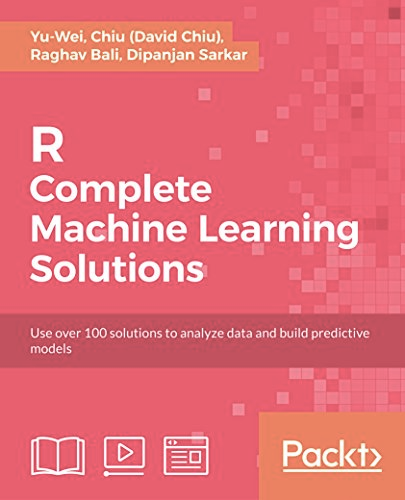 Yu-Wei, Chiu (David Chiu),
Raghav Bali, Dipanjan Sarkar
R
Complete
Machine Learning
Solutions
Use over 100 solutions to analyze data and build predictive
models
Packt>